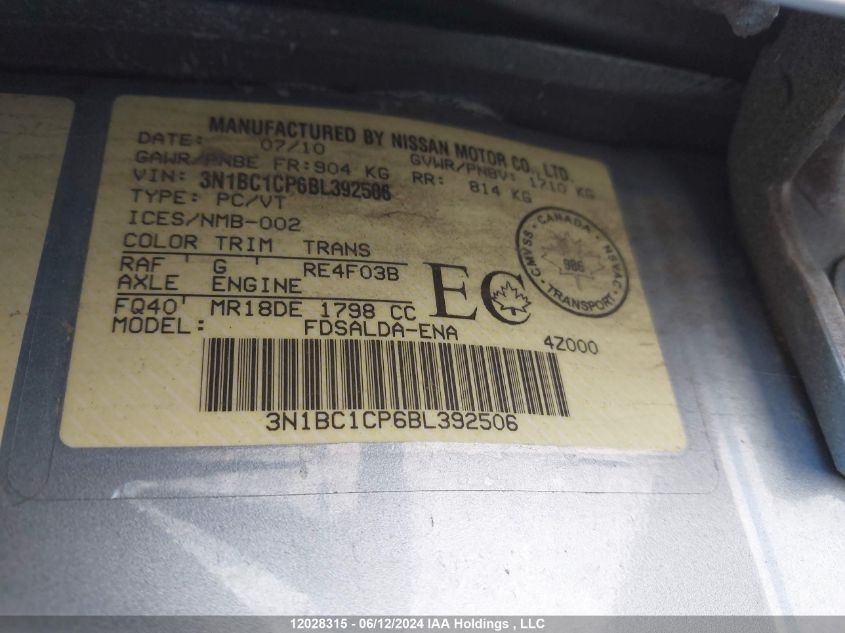 MANUFACTURED BY NISSAN MOTOR CO., LTD.
DATE: 07/10 GVWR/PNBV: 1710 KG
GAWR/PNBE FR: 904 KG RR: 814 KG
VIN: 3N1BC1CP6BL392506
TYPE: PC/VT
ICES/NMB-002
COLOR TRIM TRANS
RAF G RE4F03B
AXLE ENGINE
FQ40 MR18DE 1798 CC
MODEL: FDSALDA-ENA
EC
CANADA
CMVSS · NSVAC
986
TRANSPORT
4Z000
3N1BC1CP6BL392506
12028315 - 06/12/2024 IAA Holdings , LLC